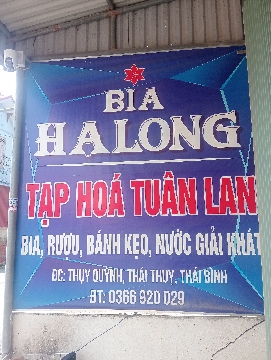 BIA
HẠLONG
TẠP HOÁ TUÂN LAN
BIA, RƯỢU, BÁNH KẸO, NƯỚC GIẢI KHÁT
ĐC: THỤY QUỲNH, THÁI THỤY, THÁI BÌNH
ĐT: 0366 920 029